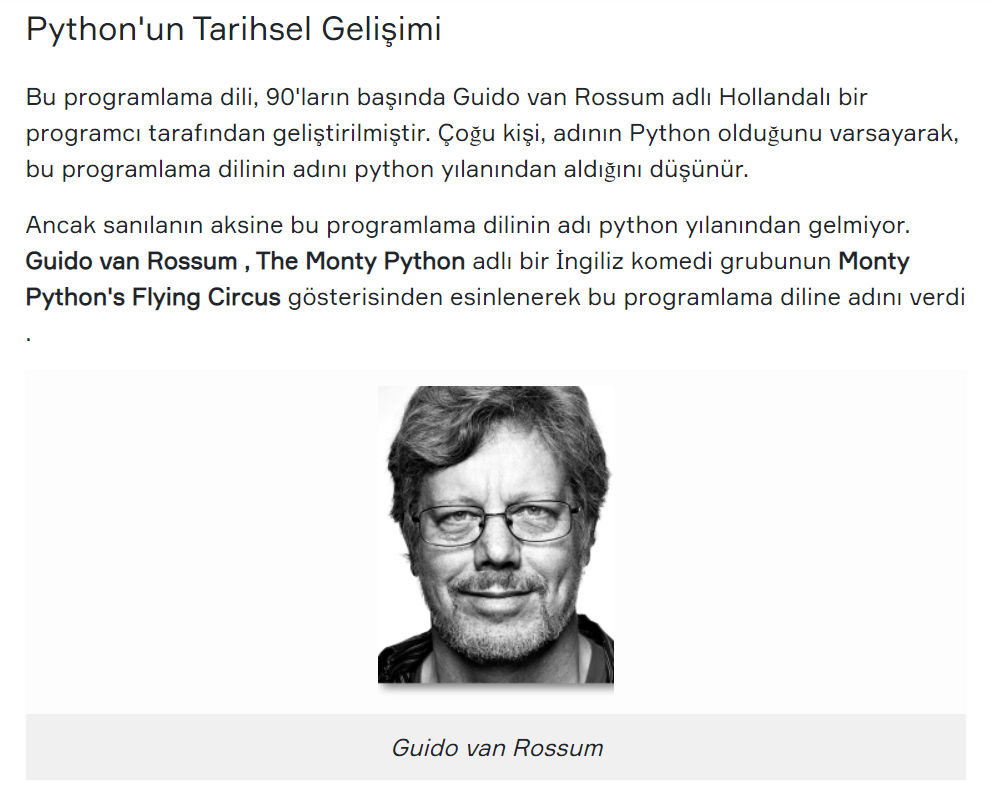 Python'un Tarihsel Gelişimi
Bu programlama dili, 90'ların başında Guido van Rossum adlı Hollandalı bir
programcı tarafından geliştirilmiştir. Çoğu kişi, adının Python olduğunu varsayarak,
bu programlama dilinin adını python yılanından aldığını düşünür.
Ancak sanılanın aksine bu programlama dilinin adı python yılanından gelmiyor.
Guido van Rossum , The Monty Python adlı bir İngiliz komedi grubunun Monty
Python's Flying Circus gösterisinden esinlenerek bu programlama diline adını verdi
.
Guido van Rossum